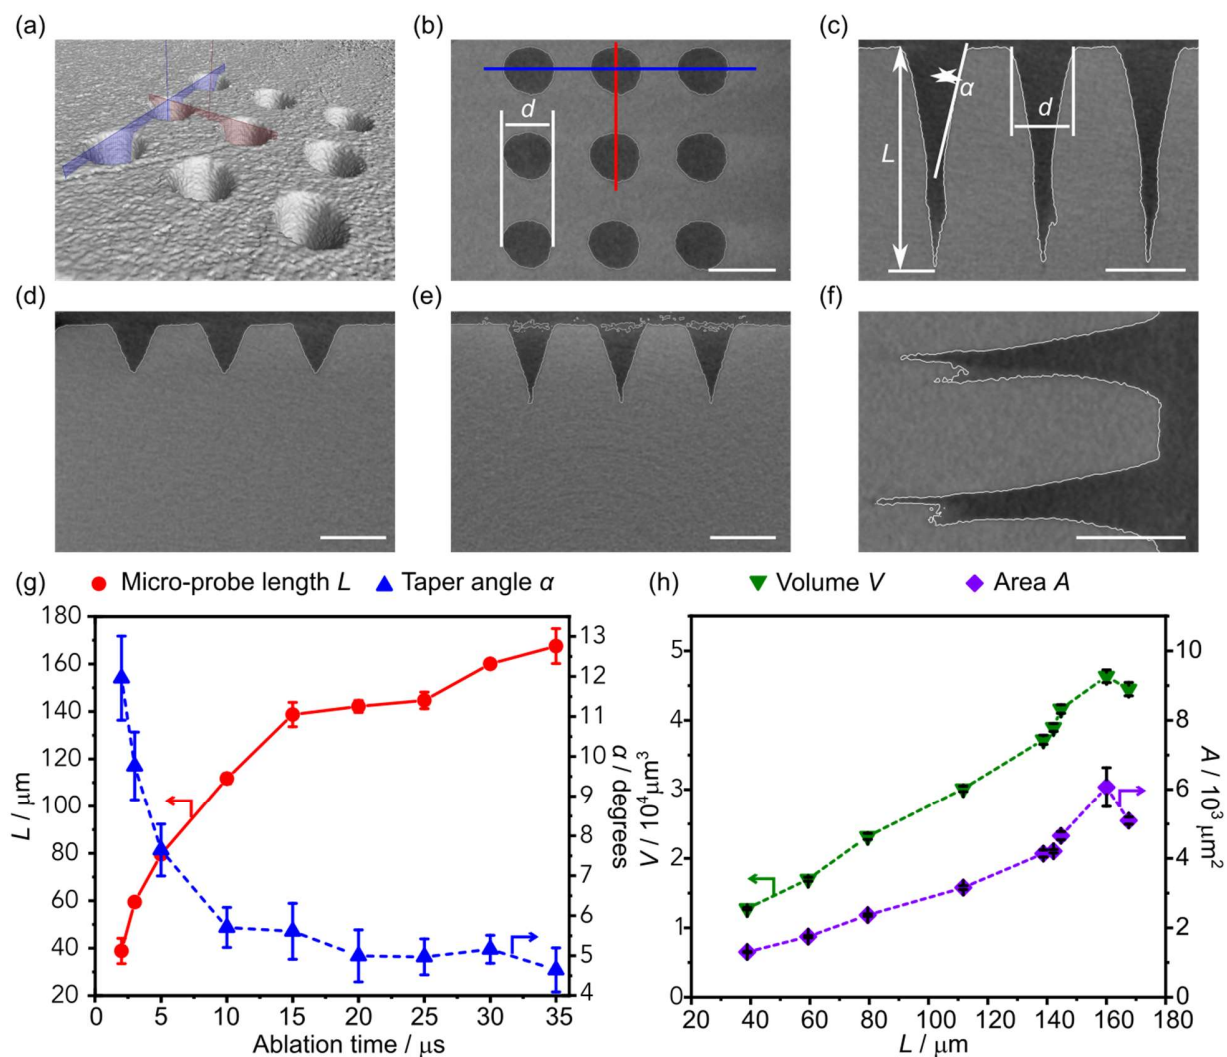 (a)
(b)
(c)
d
L
α
d
(d)
(e)
(f)
(g)
Micro-probe length L
Taper angle α
180
160
140
120
100
80
60
40
20
L / μm
13
12
11
10
9
8
7
6
5
4
α / degrees
0 5 10 15 20 25 30 35
Ablation time / μs
(h)
Volume V
Area A
5
4
3
2
1
0
V / 10⁴μm³
10
8
6
4
2
0
A / 10³ μm²
20 40 60 80 100 120 140 160 180
L / μm